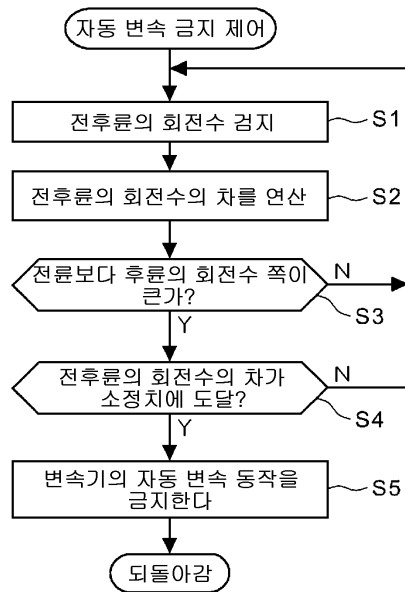 자동 변속 금지 제어
전후륜의 회전수 검지
S1
전후륜의 회전수의 차를 연산
S2
전륜보다 후륜의 회전수 쪽이
큰가?
N
S3
Y
전후륜의 회전수의 차가
소정치에 도달?
N
S4
Y
변속기의 자동 변속 동작을
금지한다
S5
되돌아감